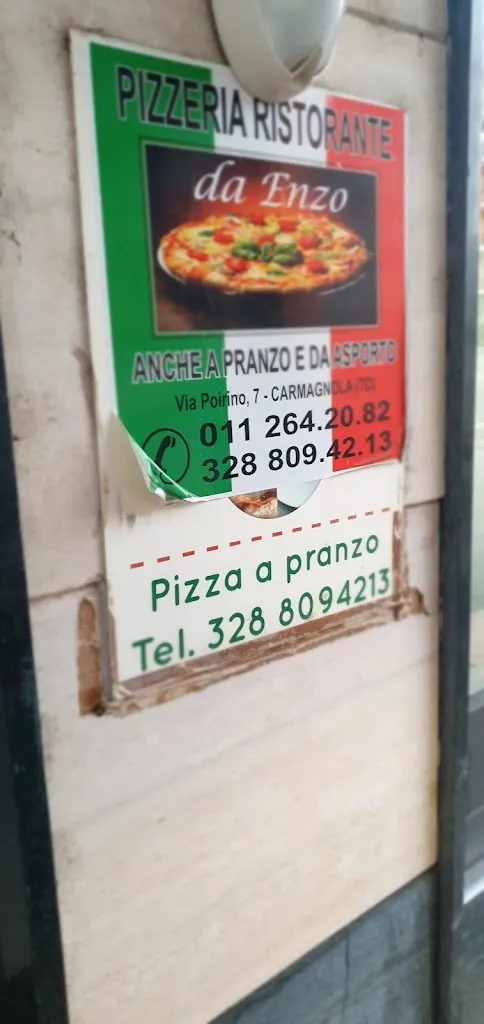 PIZZERIA RISTORANTE
da Enzo
ANCHE A PRANZO E DA ASPORTO
Via Poirino, 7 - CARMAGNOLA (TO)
011 264.20.82
328 809.42.13
Pizza a pranzo
Tel. 328 8094213